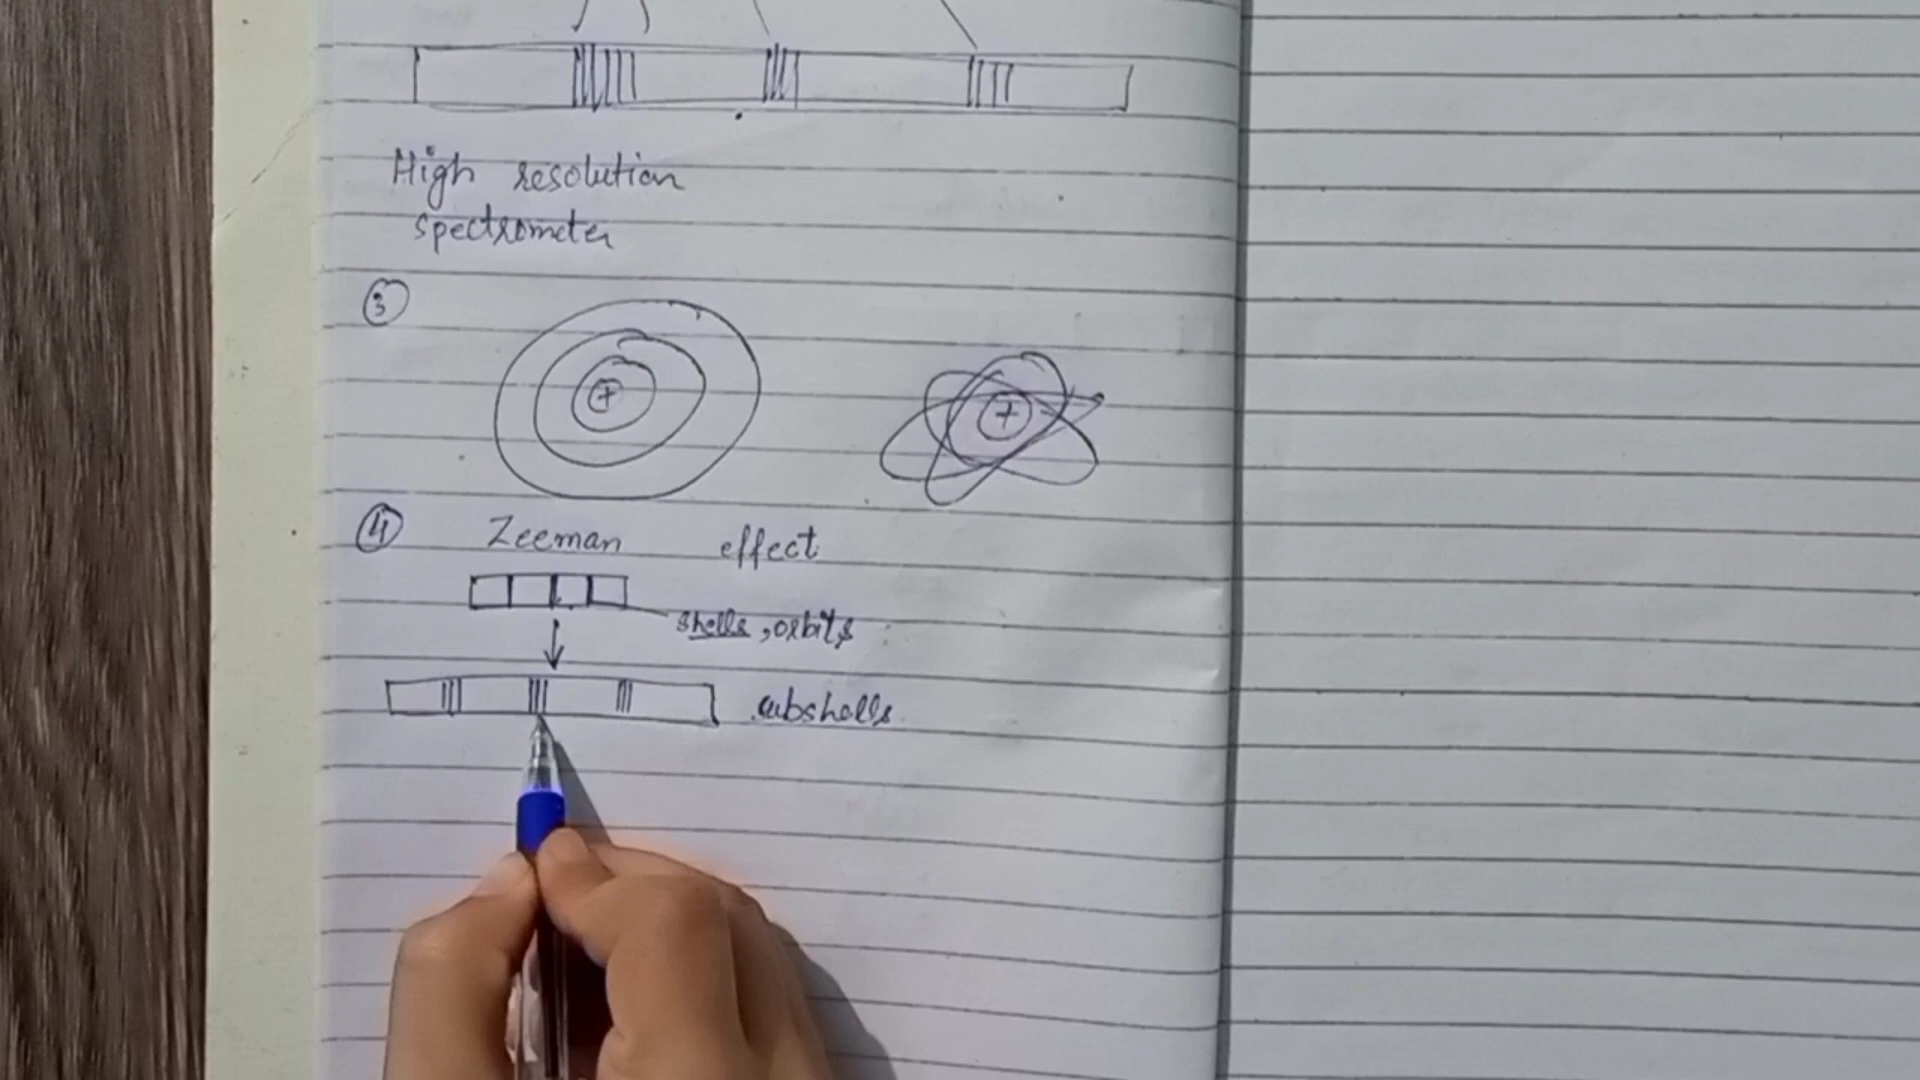 High resolution
spectrometer
③
+
+
④ Zeeman effect
shells, orbits
subshells